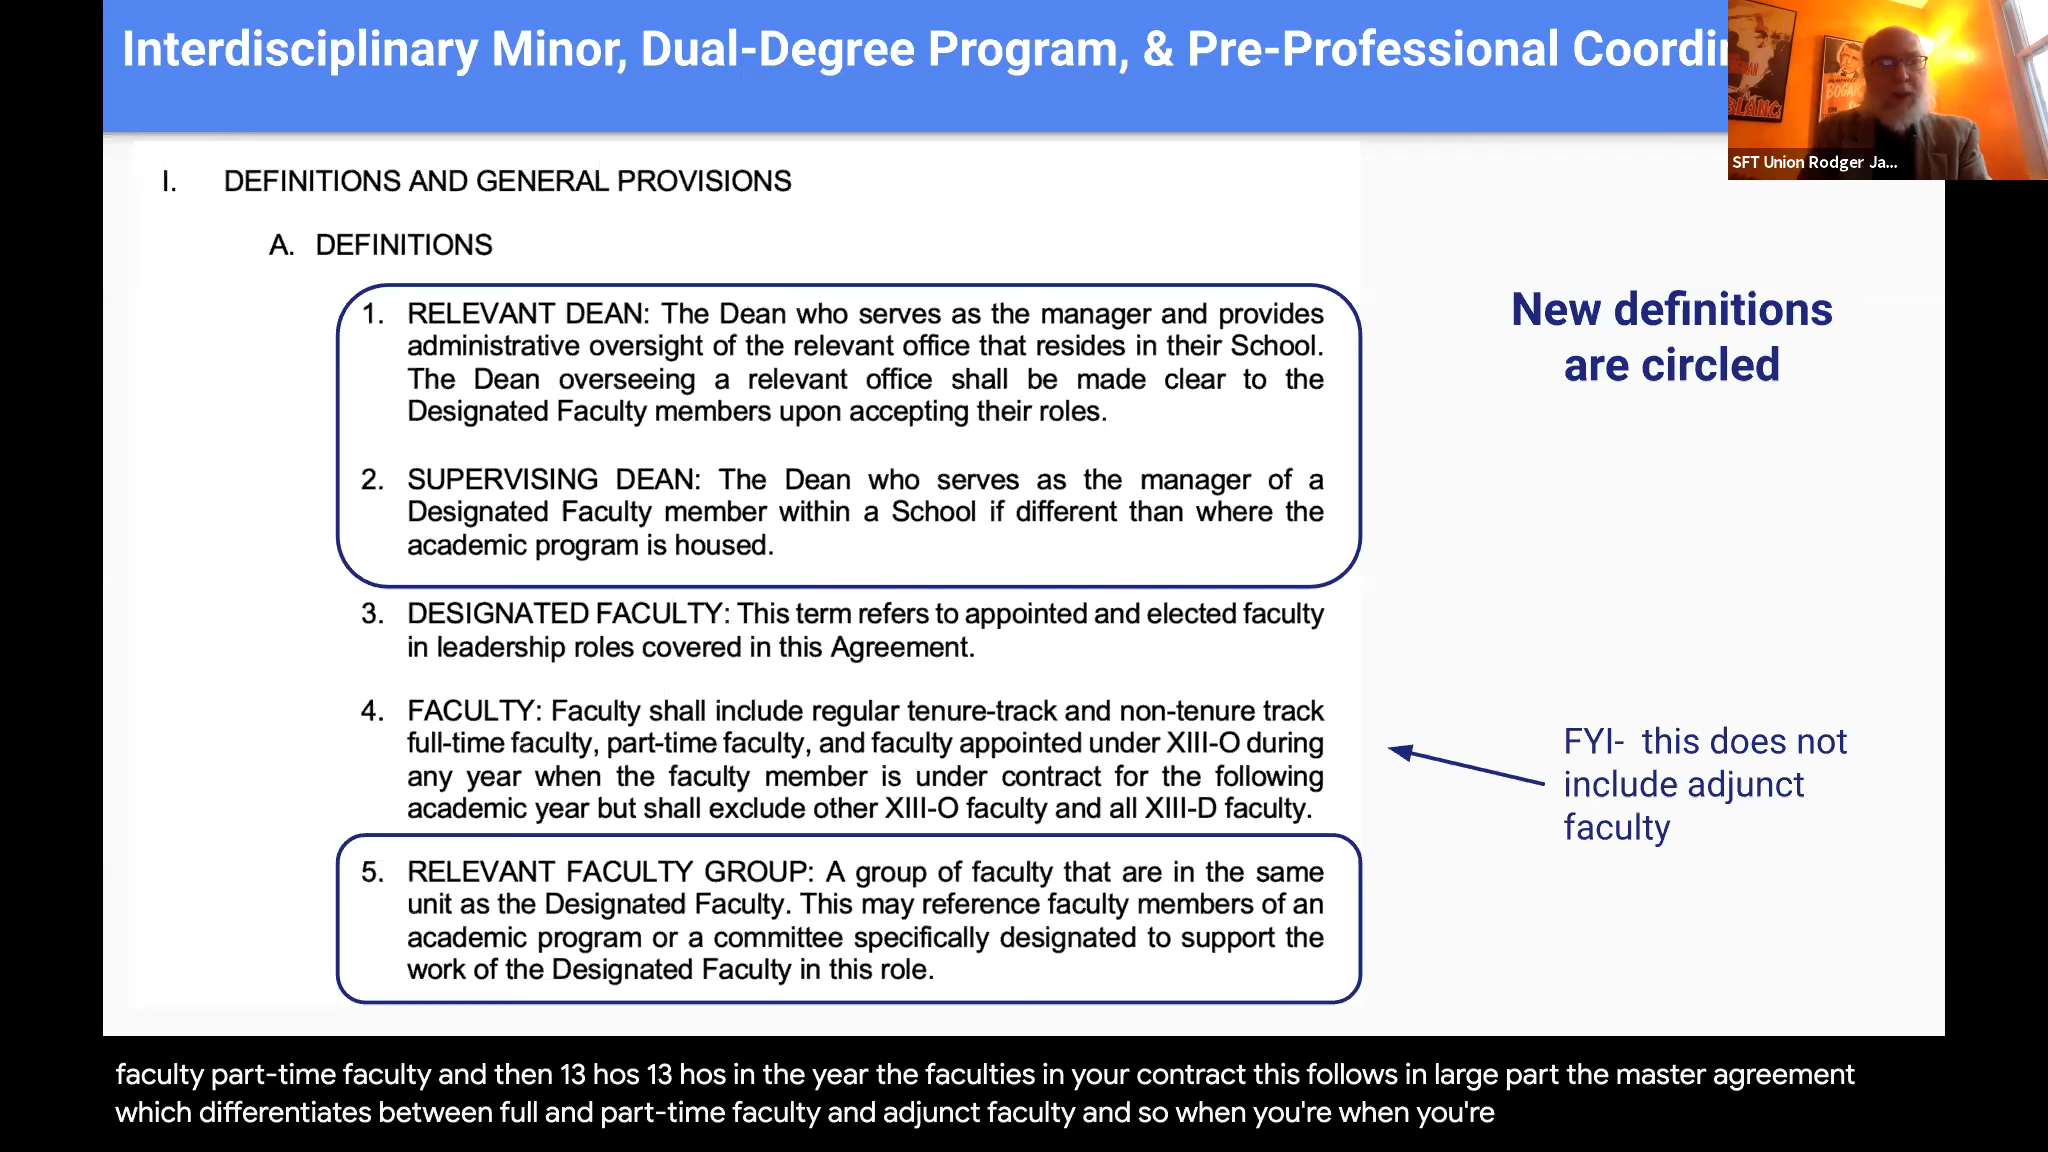 Interdisciplinary Minor, Dual-Degree Program, & Pre-Professional Coordi
BLANC
BOGAR
SFT Union Rodger Ja...
I. DEFINITIONS AND GENERAL PROVISIONS
A. DEFINITIONS
1. RELEVANT DEAN: The Dean who serves as the manager and provides
administrative oversight of the relevant office that resides in their School.
The Dean overseeing a relevant office shall be made clear to the
Designated Faculty members upon accepting their roles.
2. SUPERVISING DEAN: The Dean who serves as the manager of a
Designated Faculty member within a School if different than where the
academic program is housed.
New definitions
are circled
3. DESIGNATED FACULTY: This term refers to appointed and elected faculty
in leadership roles covered in this Agreement.
4. FACULTY: Faculty shall include regular tenure-track and non-tenure track
full-time faculty, part-time faculty, and faculty appointed under XIII-O during
any year when the faculty member is under contract for the following
academic year but shall exclude other XIII-O faculty and all XIII-D faculty.
FYI- this does not
include adjunct
faculty
5. RELEVANT FACULTY GROUP: A group of faculty that are in the same
unit as the Designated Faculty. This may reference faculty members of an
academic program or a committee specifically designated to support the
work of the Designated Faculty in this role.
faculty part-time faculty and then 13 hos 13 hos in the year the faculties in your contract this follows in large part the master agreement
which differentiates between full and part-time faculty and adjunct faculty and so when you're when you're